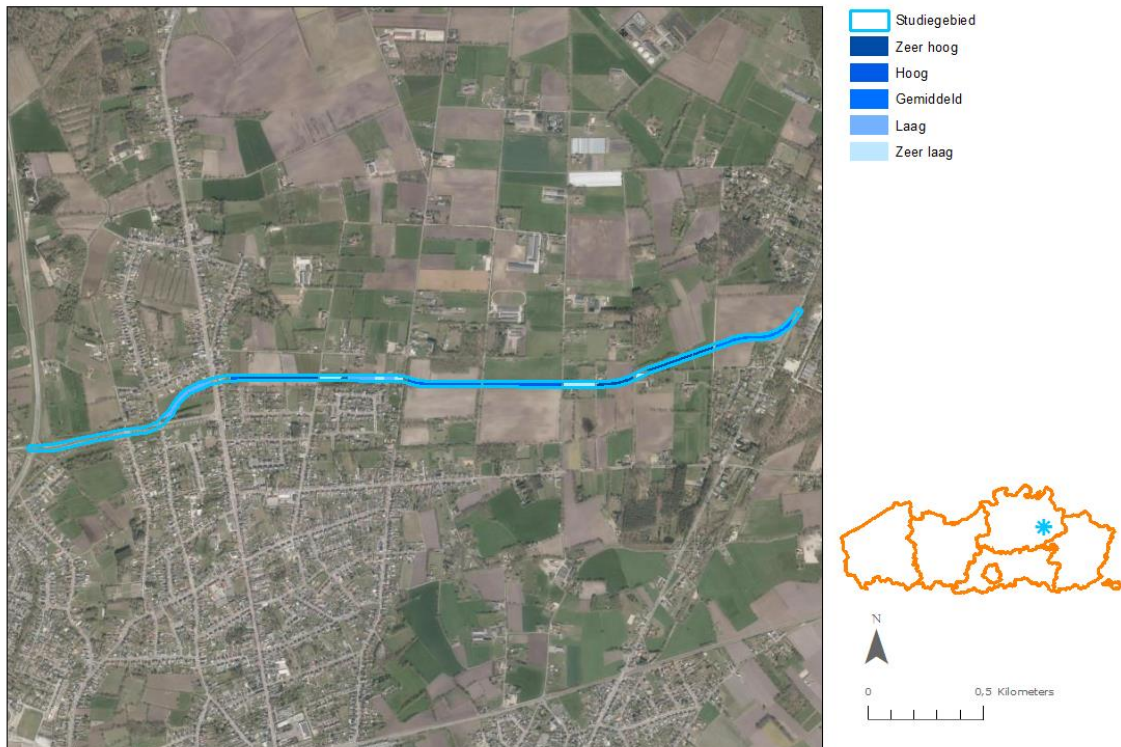 Studiegebied
Zeer hoog
Hoog
Gemiddeld
Laag
Zeer laag
N
0 0,5 Kilometers